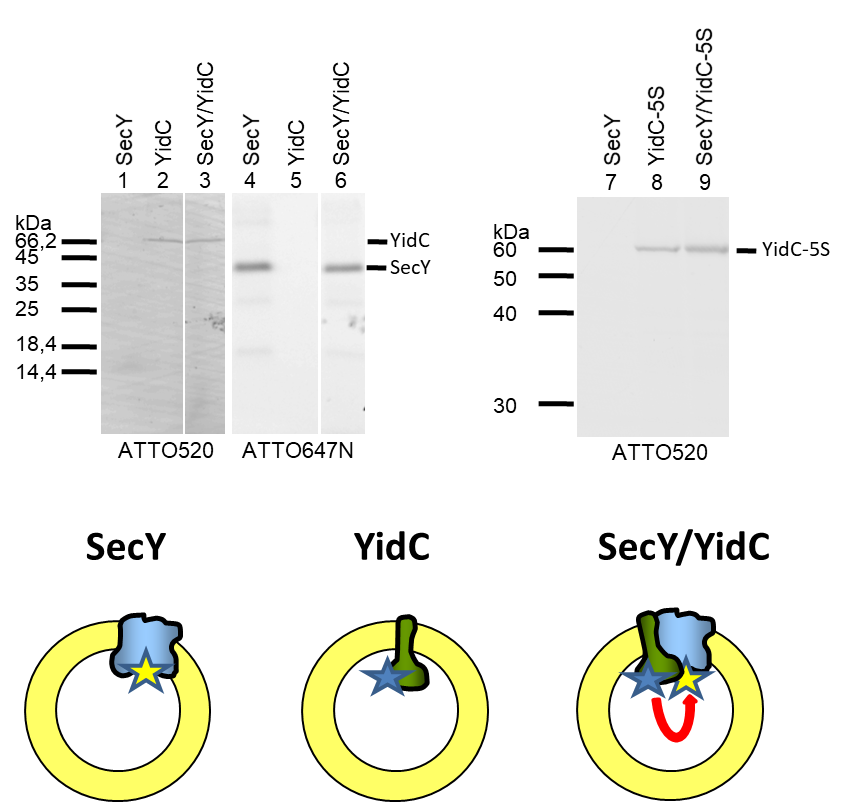 SecY
YidC
SecY/YidC
SecY
YidC
SecY/YidC
1 2 3 4 5 6
kDa
66,2
45
35
25
18,4
14,4
YidC
SecY
ATTO520
ATTO647N
SecY
YidC-5S
SecY/YidC-5S
7 8 9
kDa
60
50
40
30
YidC-5S
ATTO520
SecY
YidC
SecY/YidC